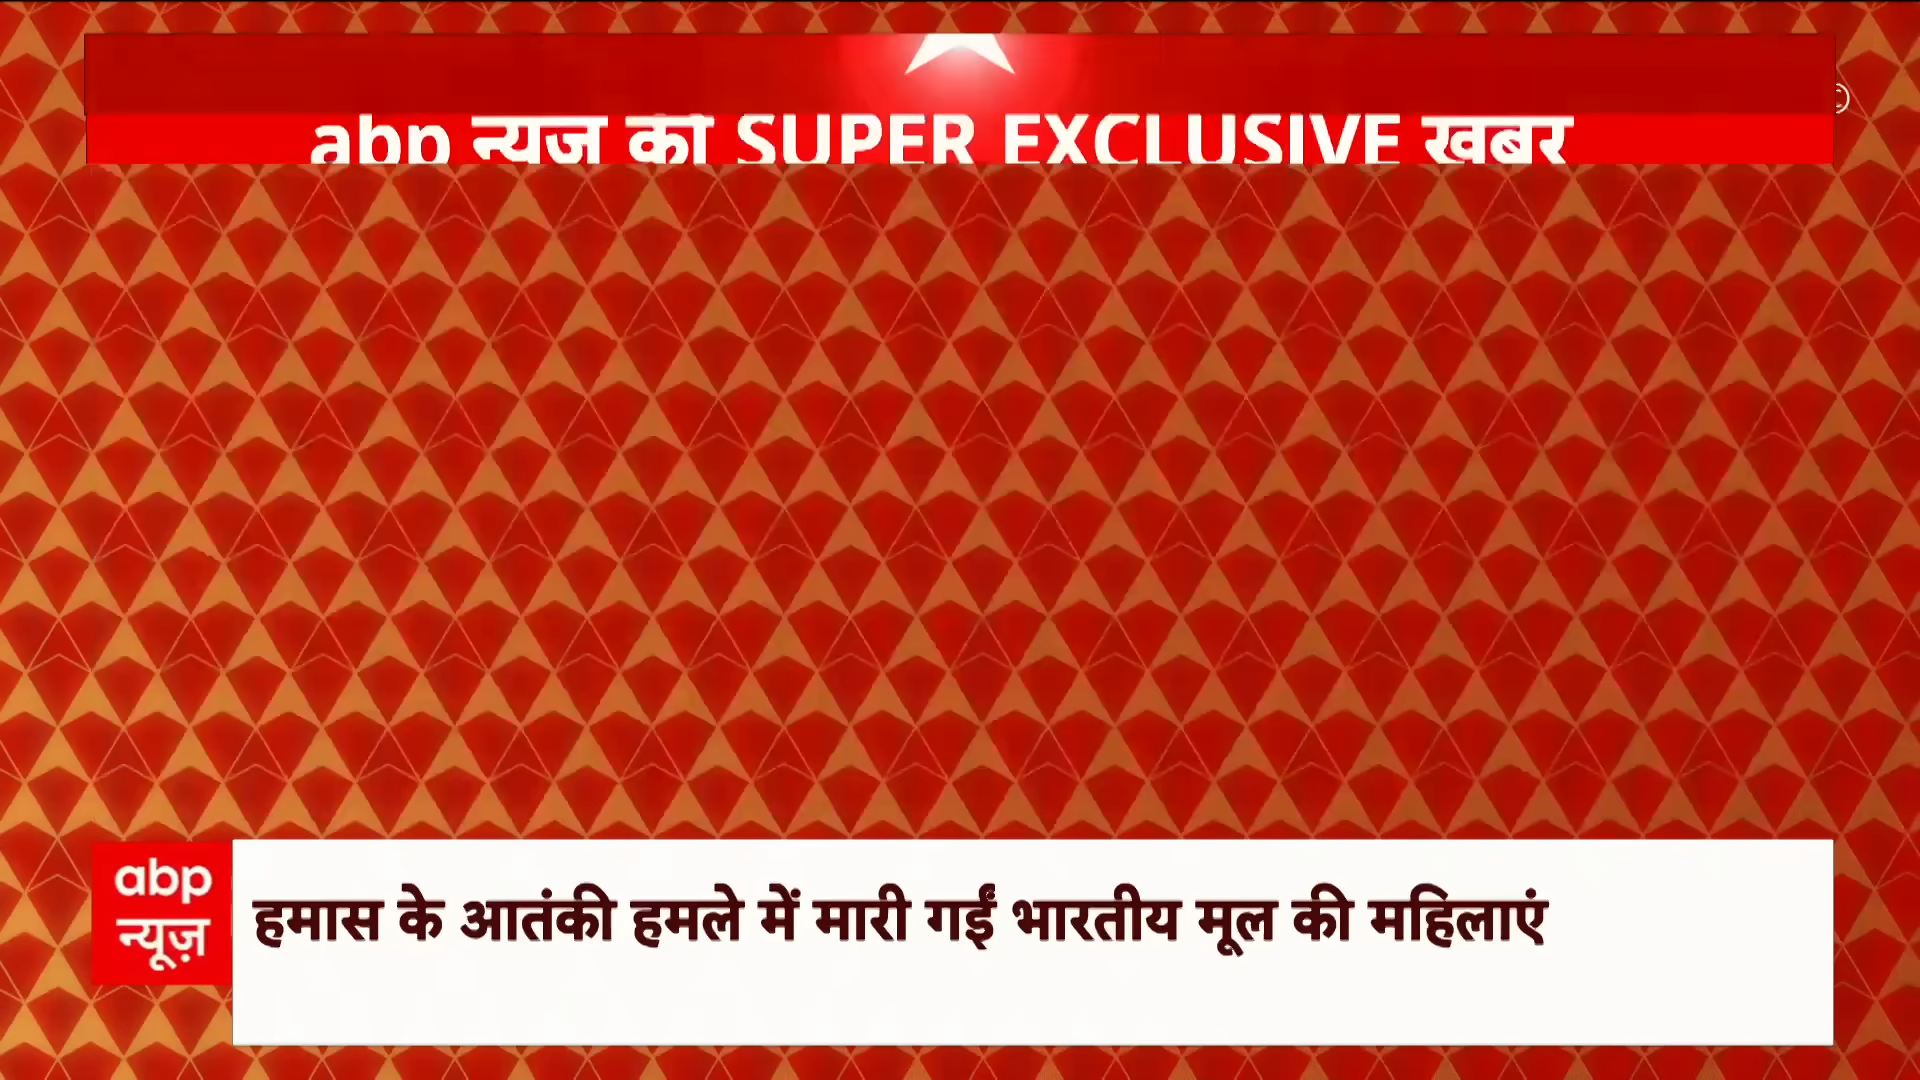 abp न्यूज़ की SUPER EXCLUSIVE खबर
abp
न्यूज़
हमास के आतंकी हमले में मारी गईं भारतीय मूल की महिलाएं